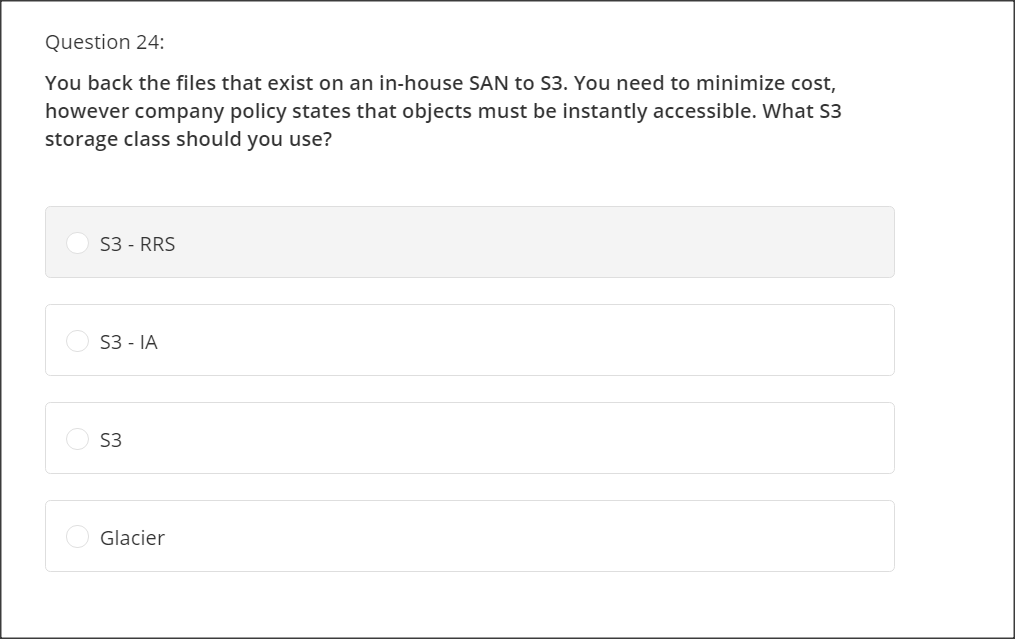 Question 24:
You back the files that exist on an in-house SAN to S3. You need to minimize cost,
however company policy states that objects must be instantly accessible. What S3
storage class should you use?
S3 - RRS
S3 - IA
S3
Glacier